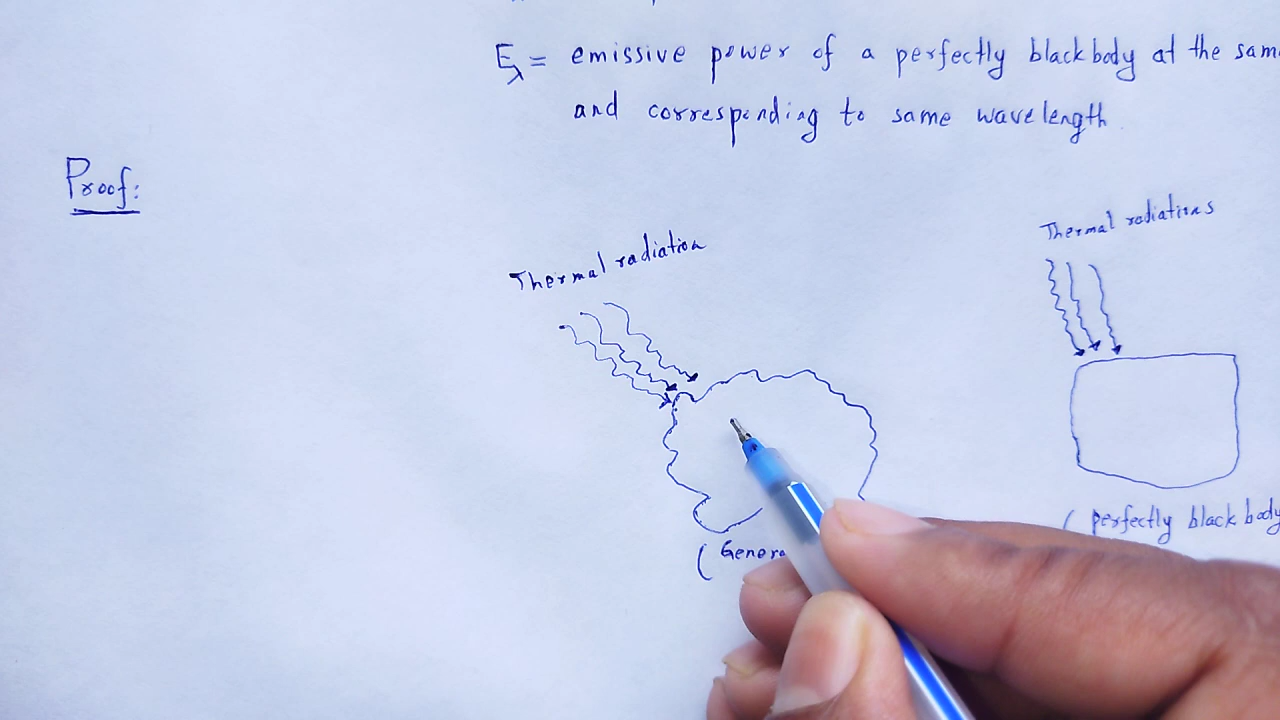 E λ = emissive power of a perfectly blackbody at the sam
and corresponding to same wavelength.
Proof:
Thermal radiation
Thermal radiations
( perfectly black body
( Genera